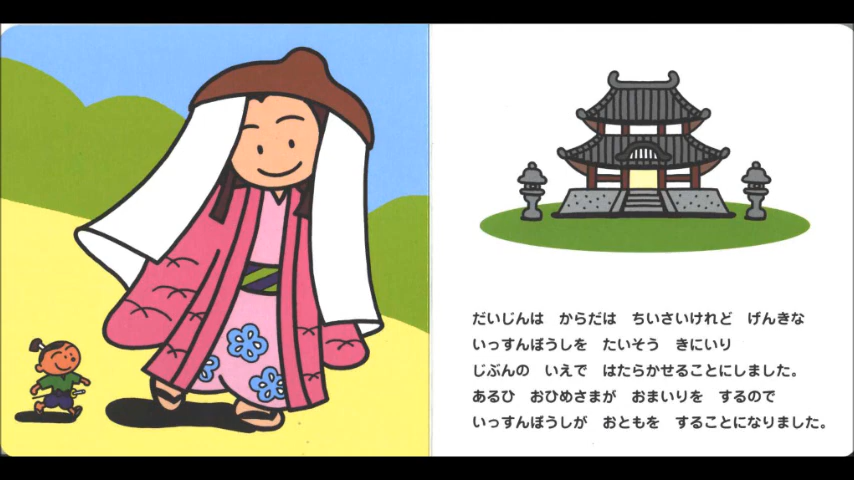 だいじんは　からだは　ちいさいけれど　げんきな
いっすんぼうしを　たいそう　きにいり
じぶんの　いえで　はたらかせることにしました。
あるひ　おひめさまが　おまいりを　するので
いっすんぼうしが　おともを　することになりました。